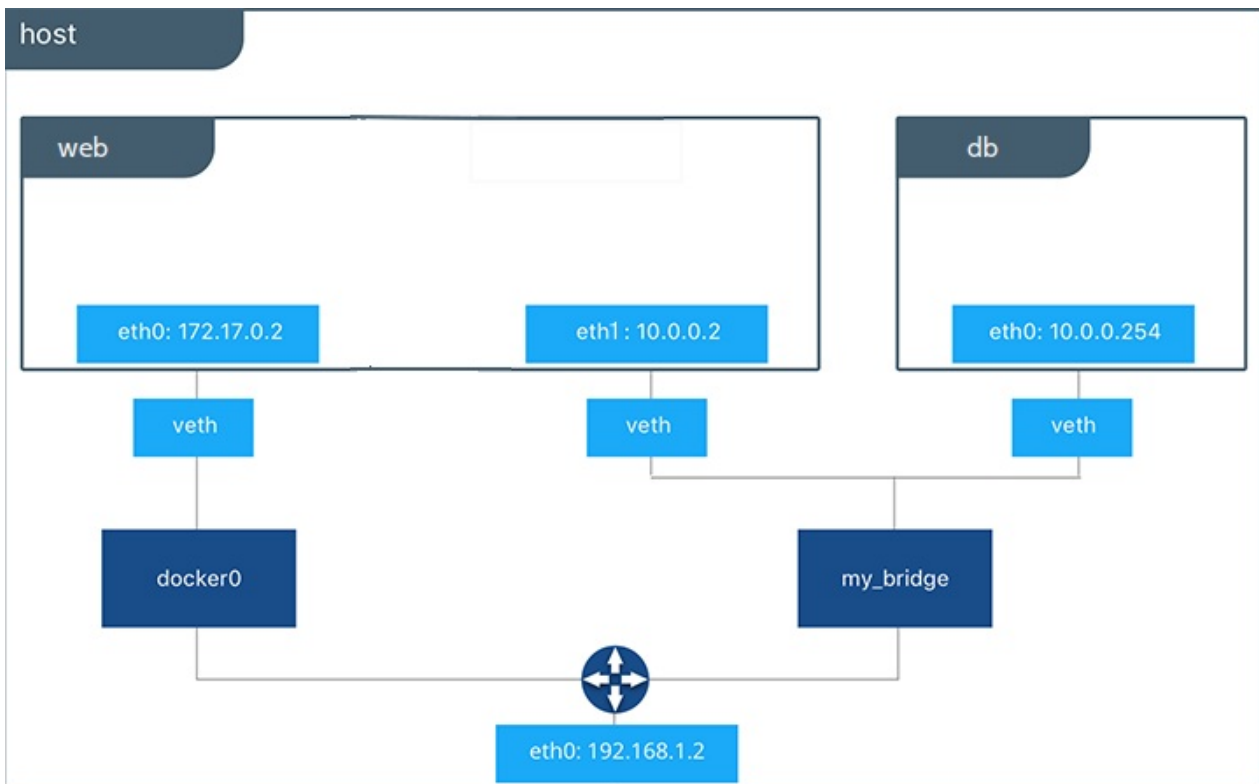 host
web
db
eth0: 172.17.0.2
eth1 : 10.0.0.2
eth0: 10.0.0.254
veth
veth
veth
docker0
my_bridge
eth0: 192.168.1.2